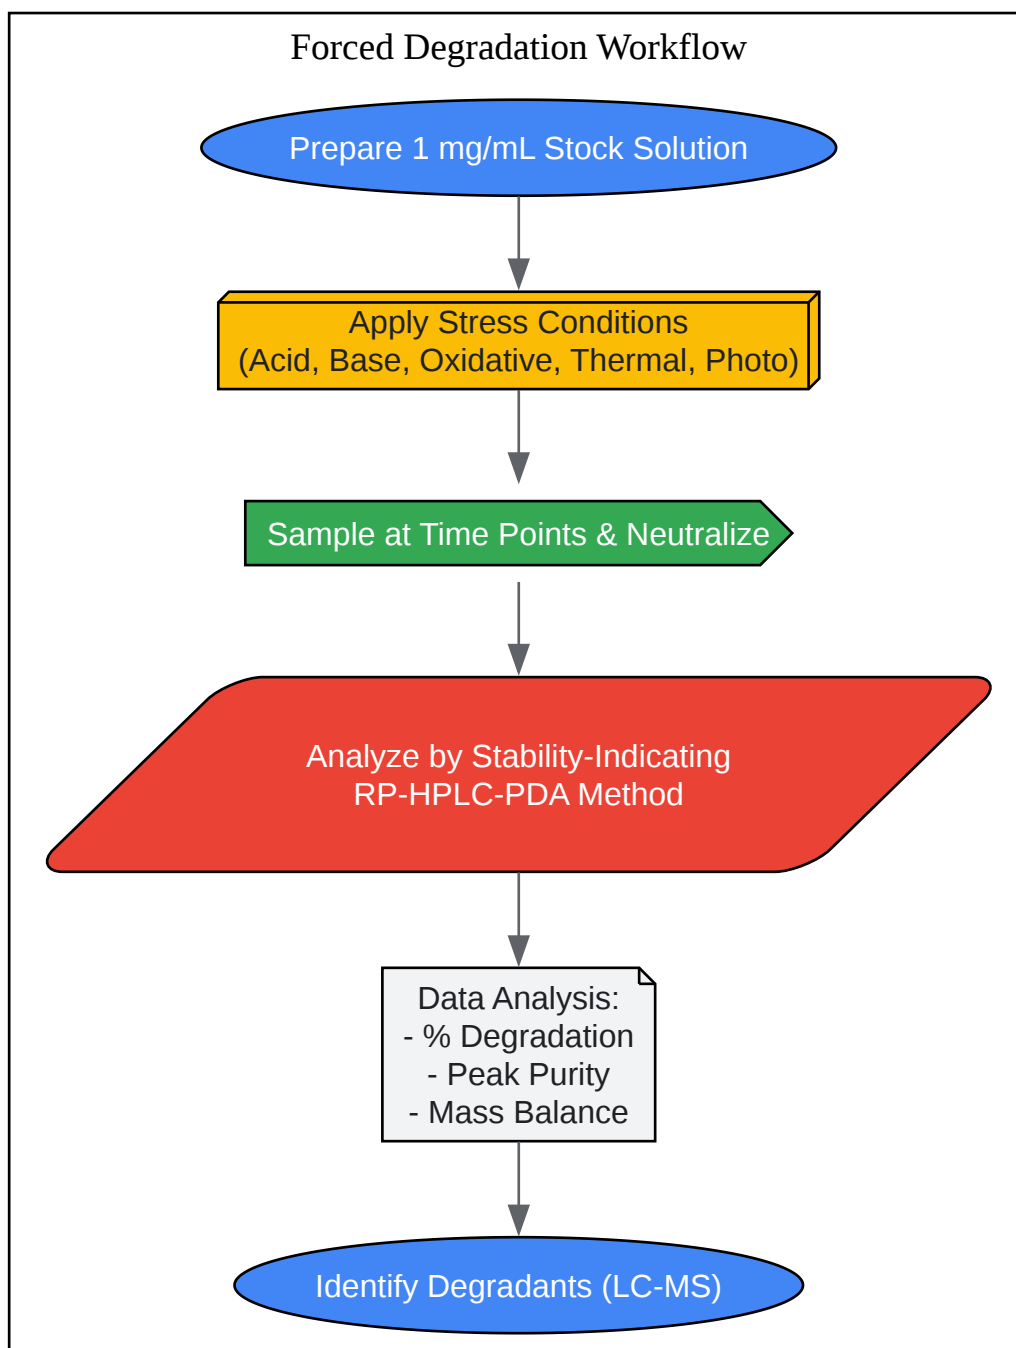 Forced Degradation Workflow
Prepare 1 mg/mL Stock Solution
Apply Stress Conditions
(Acid, Base, Oxidative, Thermal, Photo)
Sample at Time Points & Neutralize
Analyze by Stability-Indicating
RP-HPLC-PDA Method
Data Analysis:
- % Degradation
- Peak Purity
- Mass Balance
Identify Degradants (LC-MS)